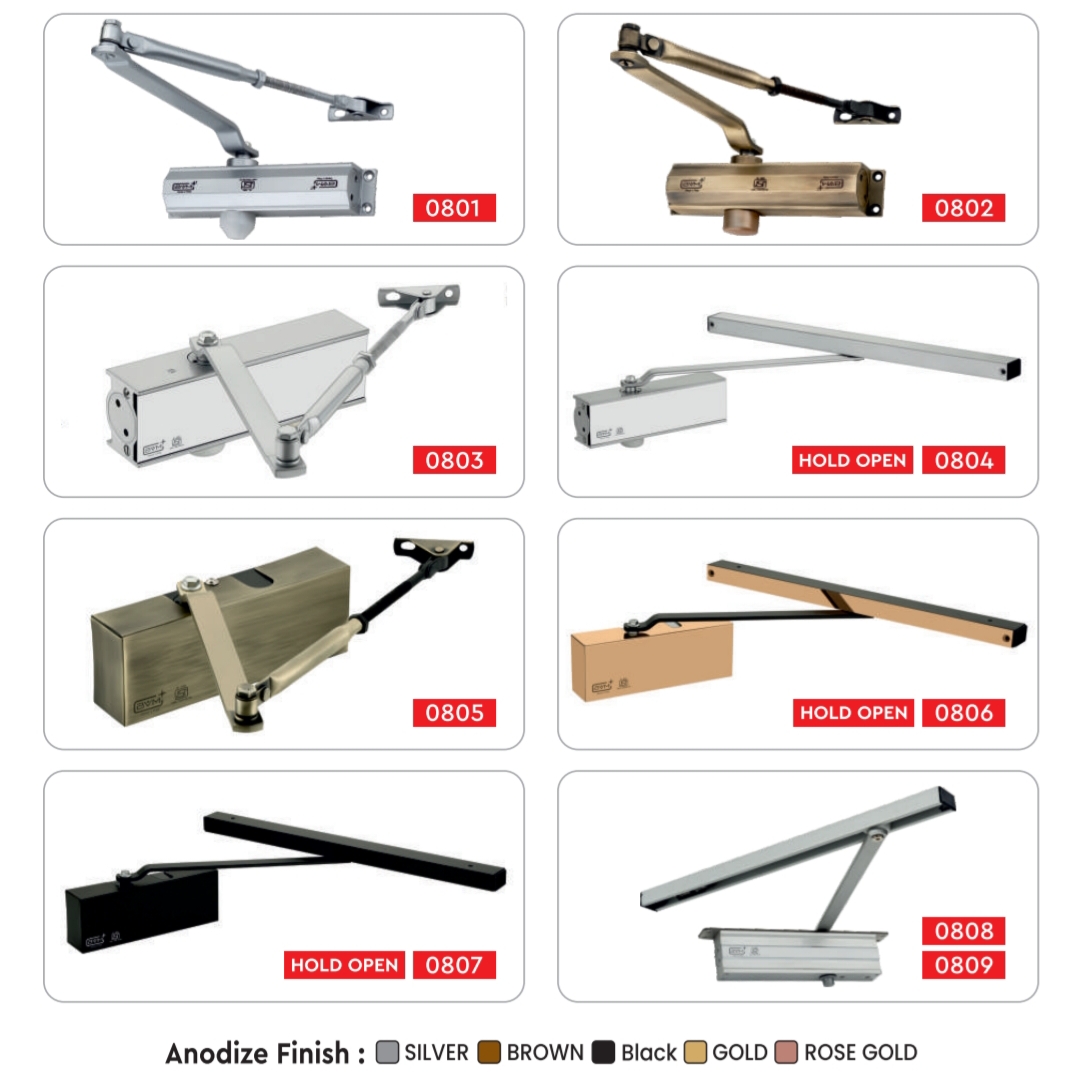 0801
0802
0803
HOLD OPEN 0804
0805
HOLD OPEN 0806
HOLD OPEN 0807
0808
0809
Anodize Finish : SILVER BROWN Black GOLD ROSE GOLD